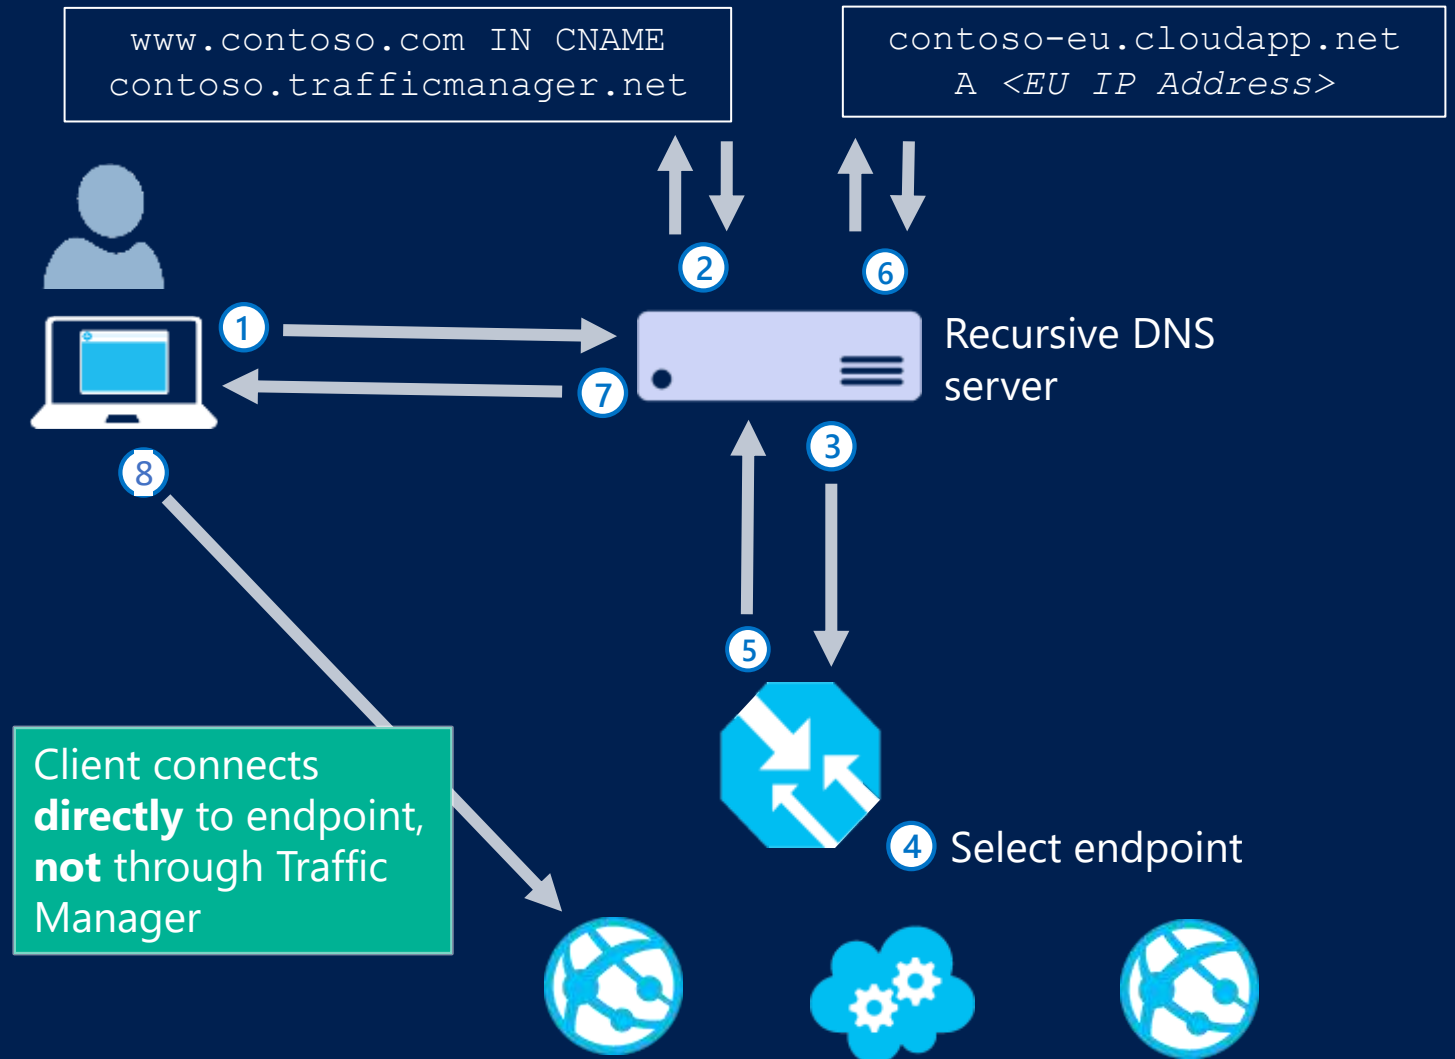 www.contoso.com IN CNAME
contoso.trafficmanager.net
contoso-eu.cloudapp.net
A <EU IP Address>
2
6
1
Recursive DNS
server
7
3
8
5
Client connects
directly to endpoint,
not through Traffic
Manager
4 Select endpoint